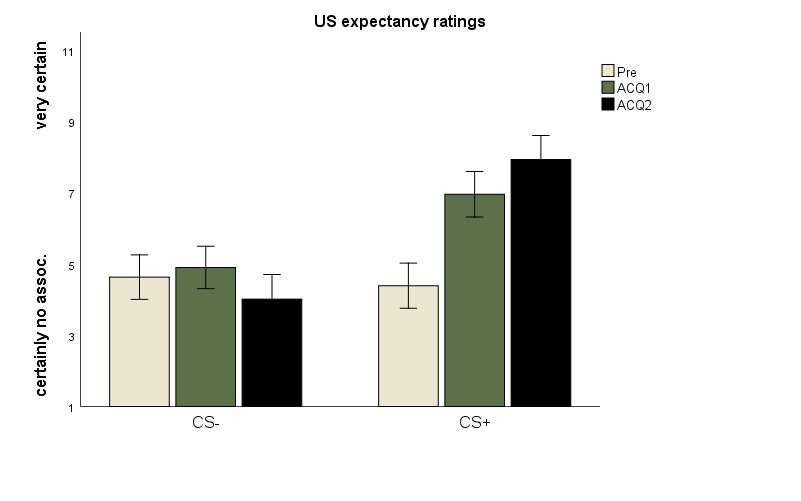 US expectancy ratings
very certain
certainly no assoc.
11
9
7
5
3
1
CS-
CS+
Pre
ACQ1
ACQ2